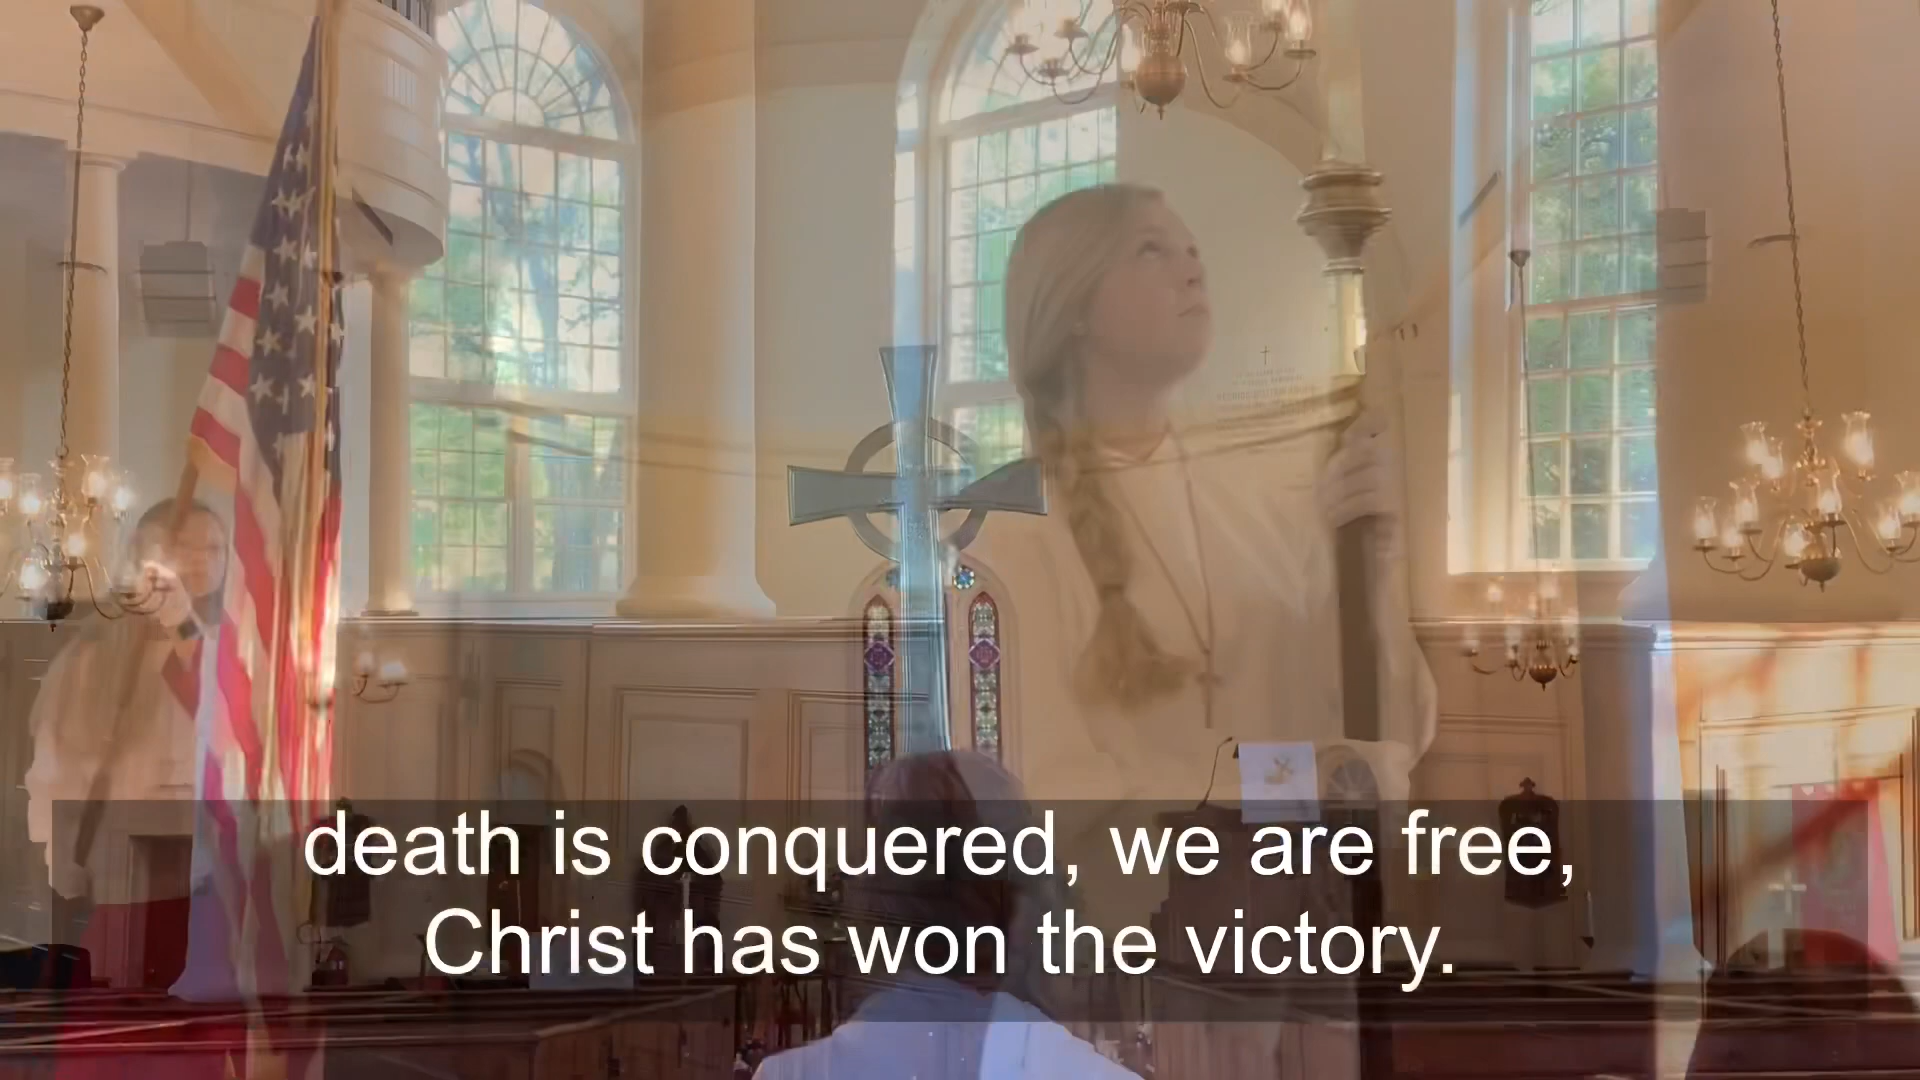 death is conquered, we are free,
Christ has won the victory.